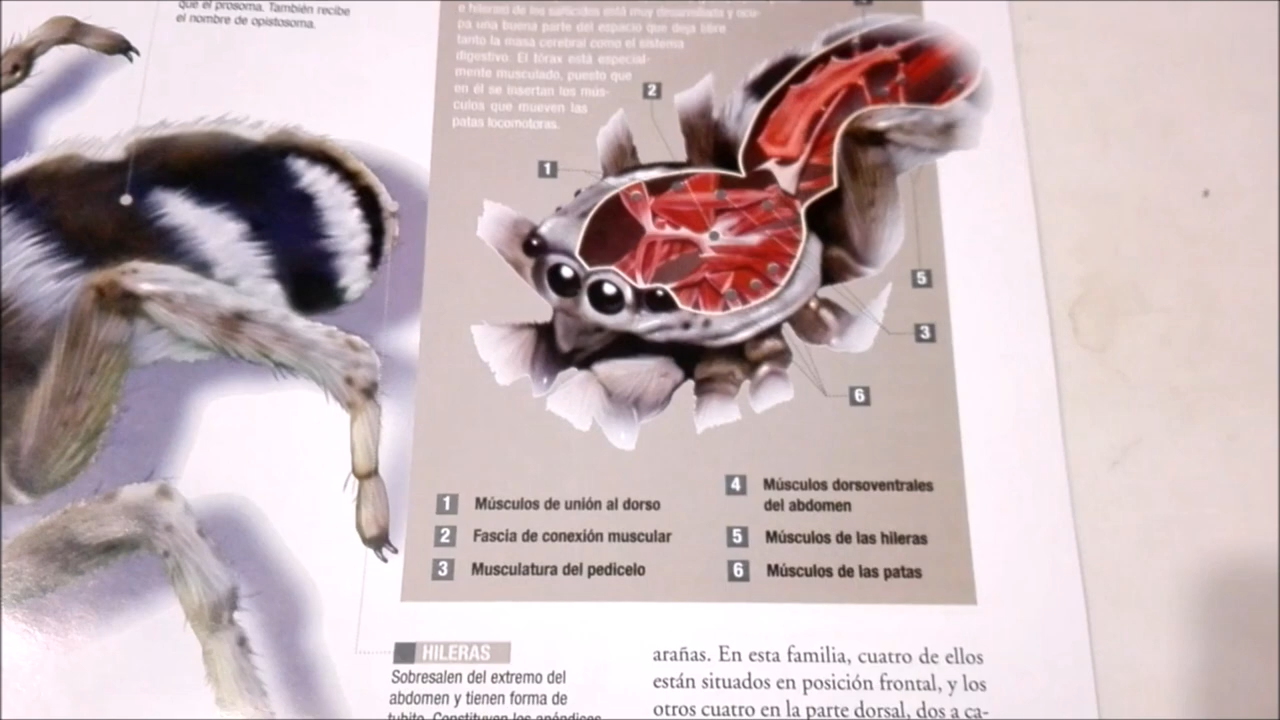 que el prosoma. También recibe
el nombre de opistosoma.
e hileras de los saltícidos está muy desarrollada y ocu-
pa una buena parte del espacio que deja libre
tanto la masa cerebral como el sistema
digestivo. El tórax está especial-
mente musculado, puesto que
en él se insertan los mús-
culos que mueven las
patas locomotoras.
2
1
5
3
6
1 Músculos de unión al dorso
2 Fascia de conexión muscular
3 Musculatura del pedicelo
4 Músculos dorsoventrales
del abdomen
5 Músculos de las hileras
6 Músculos de las patas
HILERAS
Sobresalen del extremo del
abdomen y tienen forma de
tubito. Constituyen los apéndices
arañas. En esta familia, cuatro de ellos
están situados en posición frontal, y los
otros cuatro en la parte dorsal, dos a ca-